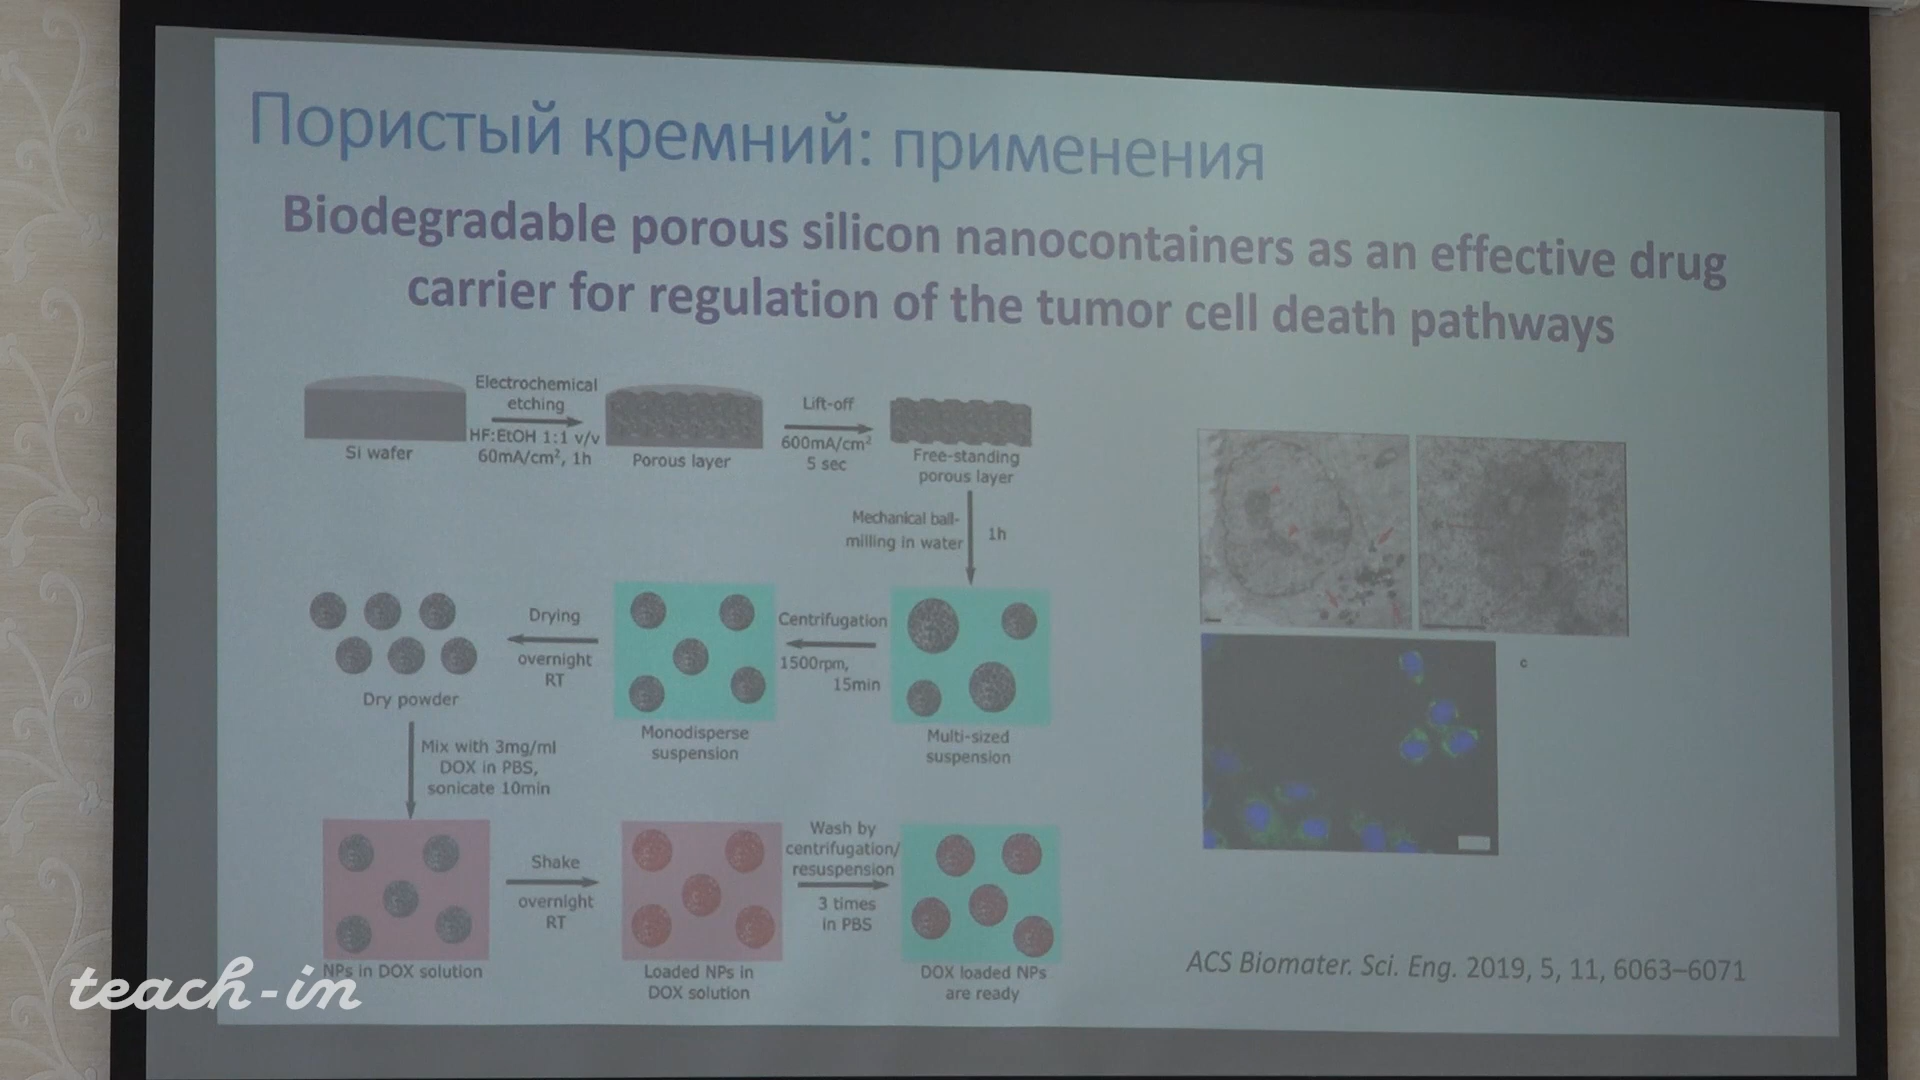 Пористый кремний: применения
Biodegradable porous silicon nanocontainers as an effective drug
carrier for regulation of the tumor cell death pathways
Electrochemical
etching
HF:EtOH 1:1 v/v
60mA/cm², 1h
Si wafer
Porous layer
Lift-off
600mA/cm²
5 sec
Free-standing
porous layer
Mechanical ball-
milling in water
1h
Drying
overnight
RT
Centrifugation
1500rpm,
15min
Dry powder
Monodisperse
suspension
Multi-sized
suspension
Mix with 3mg/ml
DOX in PBS,
sonicate 10min
Shake
overnight
RT
Wash by
centrifugation/
resuspension
3 times
in PBS
NPs in DOX solution
Loaded NPs in
DOX solution
DOX loaded NPs
are ready
c
ACS Biomater. Sci. Eng. 2019, 5, 11, 6063–6071
teach-in